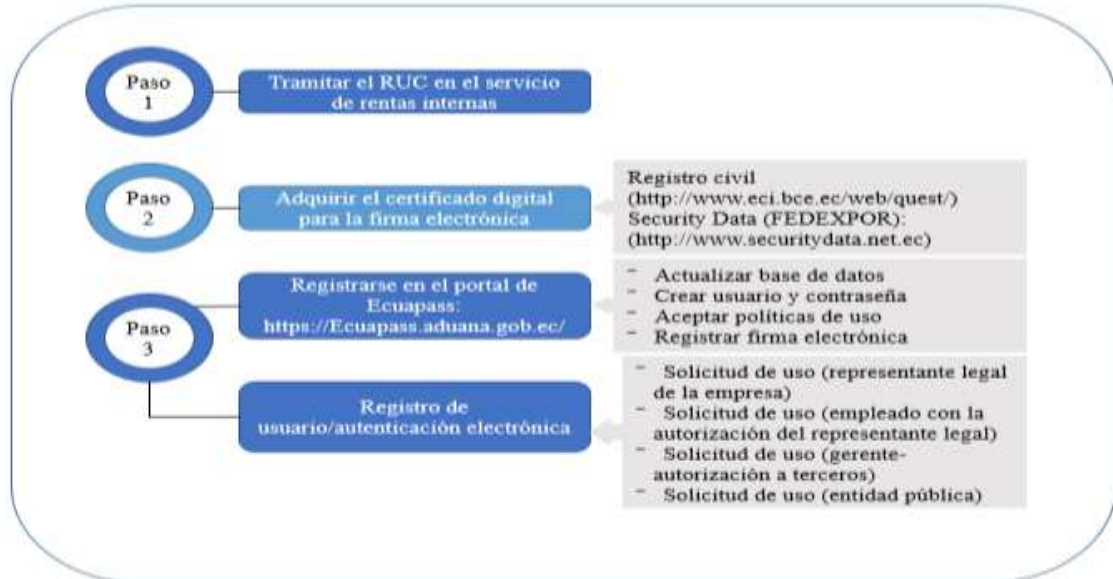 Paso
1
Tramitar el RUC en el servicio
de rentas internas
Paso
2
Adquirir el certificado digital
para la firma electrónica
Registro civil
(http://www.eci.bce.ec/web/quest/)
Security Data (FEDEXPOR):
(http://www.securitydata.net.ec)
Paso
3
Registrarse en el portal de
Ecuapass:
https://Ecuapass.aduana.gob.ec/
- Actualizar base de datos
- Crear usuario y contraseña
- Aceptar políticas de uso
- Registrar firma electrónica
Registro de
usuario/autenticación electrónica
- Solicitud de uso (representante legal
de la empresa)
- Solicitud de uso (empleado con la
autorización del representante legal)
- Solicitud de uso (gerente-
autorización a terceros)
- Solicitud de uso (entidad pública)